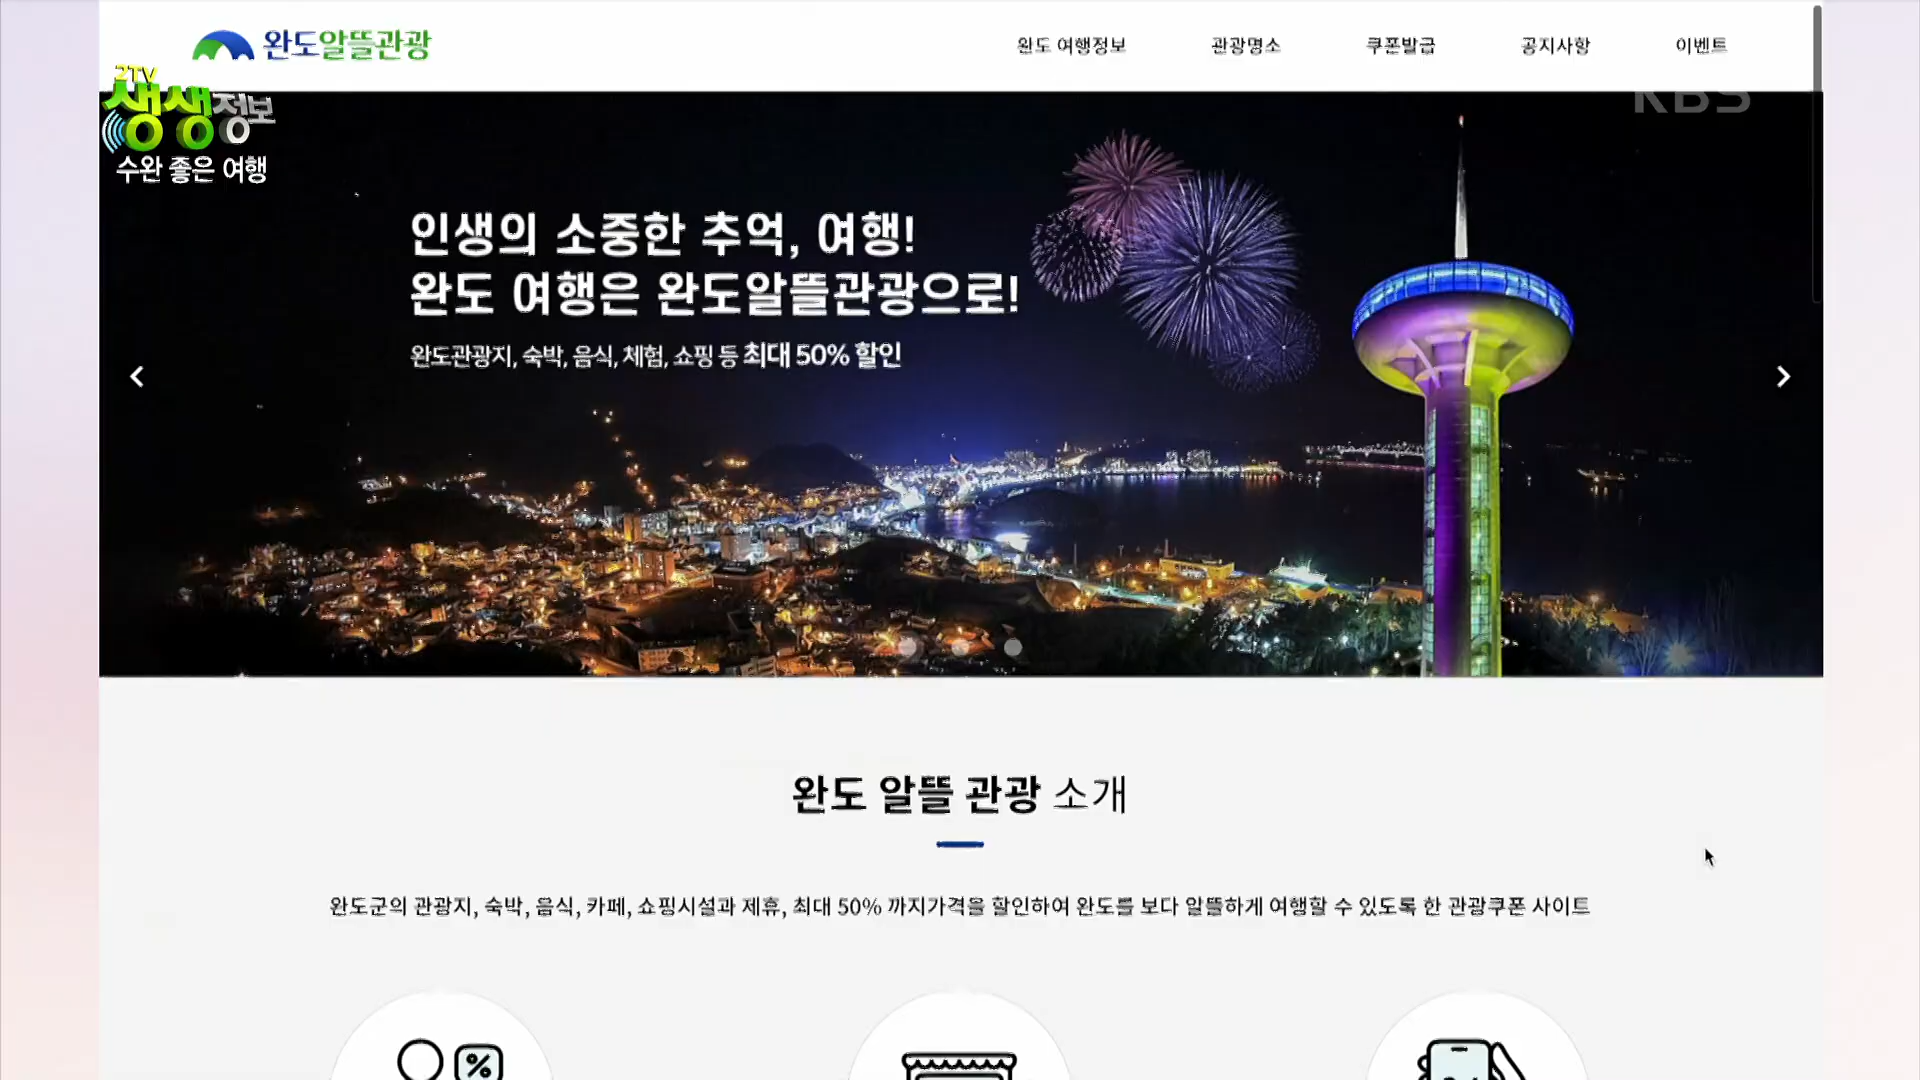 완도알뜰관광
완도 여행정보
관광명소
쿠폰발급
공지사항
이벤트
2TV
생생정보
수완 좋은 여행
KBS
인생의 소중한 추억, 여행!
완도 여행은 완도알뜰관광으로!
완도관광지, 숙박, 음식, 체험, 쇼핑 등 최대 50% 할인
완도 알뜰 관광 소개
완도군의 관광지, 숙박, 음식, 카페, 쇼핑시설과 제휴, 최대 50% 까지가격을 할인하여 완도를 보다 알뜰하게 여행할 수 있도록 한 관광쿠폰 사이트
%